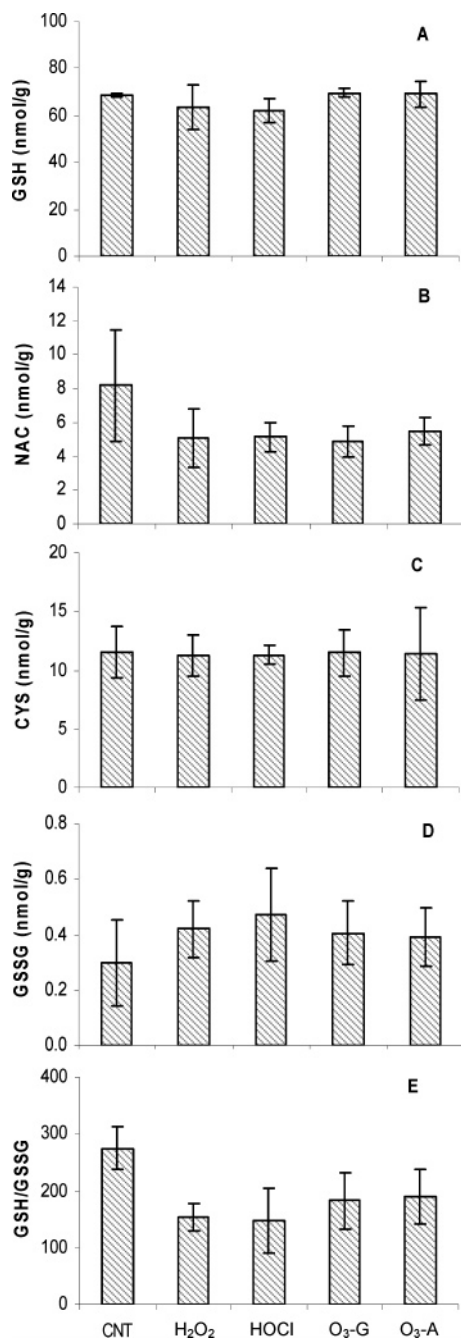 A
GSH (nmol/g)
100
80
60
40
20
0
B
NAC (nmol/g)
14
12
10
8
6
4
2
0
C
CYS (nmol/g)
20
15
10
5
0
D
GSSG (nmol/g)
0.8
0.6
0.4
0.2
0.0
E
GSH/GSSG
400
300
200
100
0
CNT H₂O₂ HOCl O₃-G O₃-A